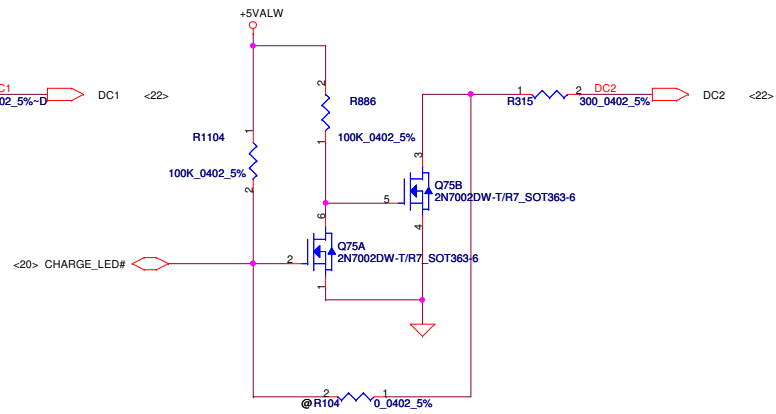 +5VALW
C1
02_5%~D
DC1 <22>
R1104
100K_0402_5%
1
2
R886
100K_0402_5%
2
1
R315
1
2
DC2
300_0402_5%
DC2 <22>
3
5
Q75B
2N7002DW-T/R7_SOT363-6
4
6
Q75A
2N7002DW-T/R7_SOT363-6
2
1
<20> CHARGE_LED#
2
1
@R104
0_0402_5%